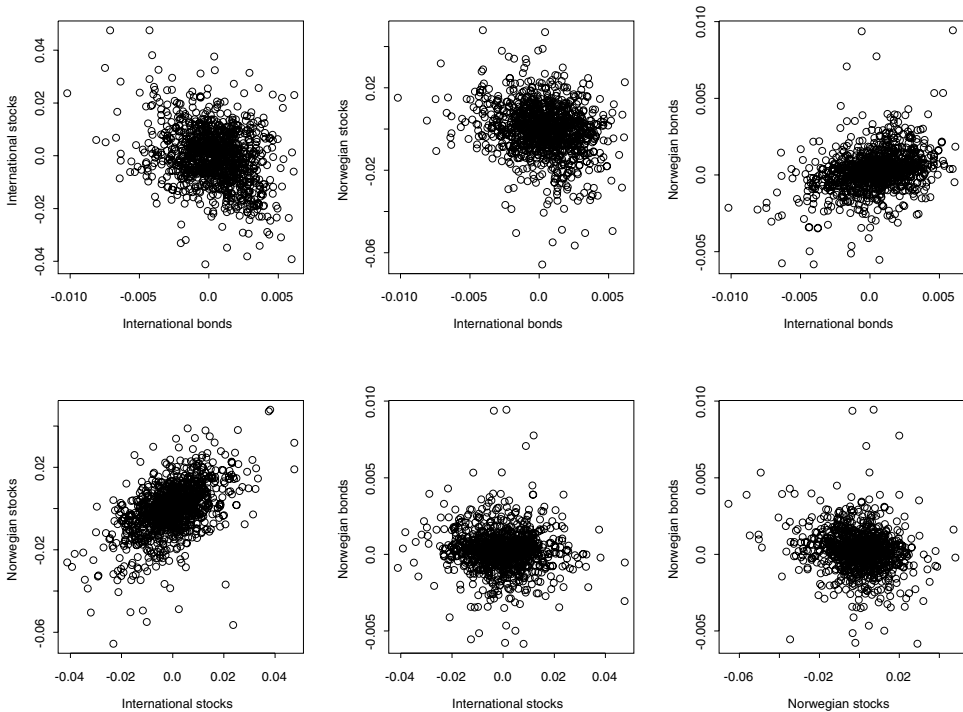 International stocks
-0.04 -0.02 0.0 0.02 0.04
-0.010 -0.005 0.0 0.005
International bonds
Norwegian stocks
-0.06 -0.02 0.02
-0.010 -0.005 0.0 0.005
International bonds
Norwegian bonds
-0.005 0.0 0.005 0.010
-0.010 -0.005 0.0 0.005
International bonds
Norwegian stocks
-0.06 -0.02 0.02
-0.04 -0.02 0.0 0.02 0.04
International stocks
Norwegian bonds
-0.005 0.0 0.005 0.010
-0.04 -0.02 0.0 0.02 0.04
International stocks
Norwegian bonds
-0.005 0.0 0.005 0.010
-0.06 -0.02 0.02
Norwegian stocks